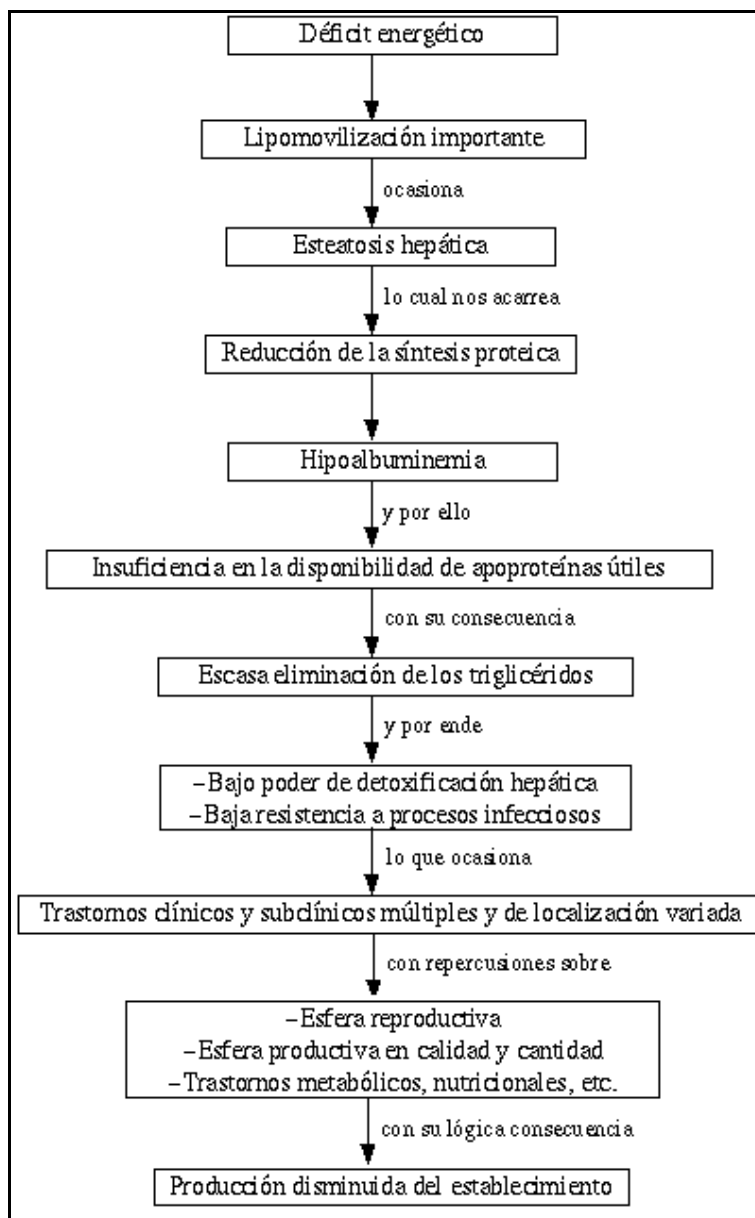 Déficit energético
Lipomovilización importante
ocasiona
Esteatosis hepática
lo cual nos acarrea
Reducción de la síntesis proteica
Hipoalbuminemia
y por ello
Insuficiencia en la disponibilidad de apoproteínas útiles
con su consecuencia
Escasa eliminación de los triglicéridos
y por ende
–Bajo poder de detoxificación hepática
–Baja resistencia a procesos infecciosos
lo que ocasiona
Trastornos clínicos y subclínicos múltiples y de localización variada
con repercusiones sobre
–Esfera reproductiva
–Esfera productiva en calidad y cantidad
–Trastornos metabólicos, nutricionales, etc.
con su lógica consecuencia
Producción disminuida del establecimiento